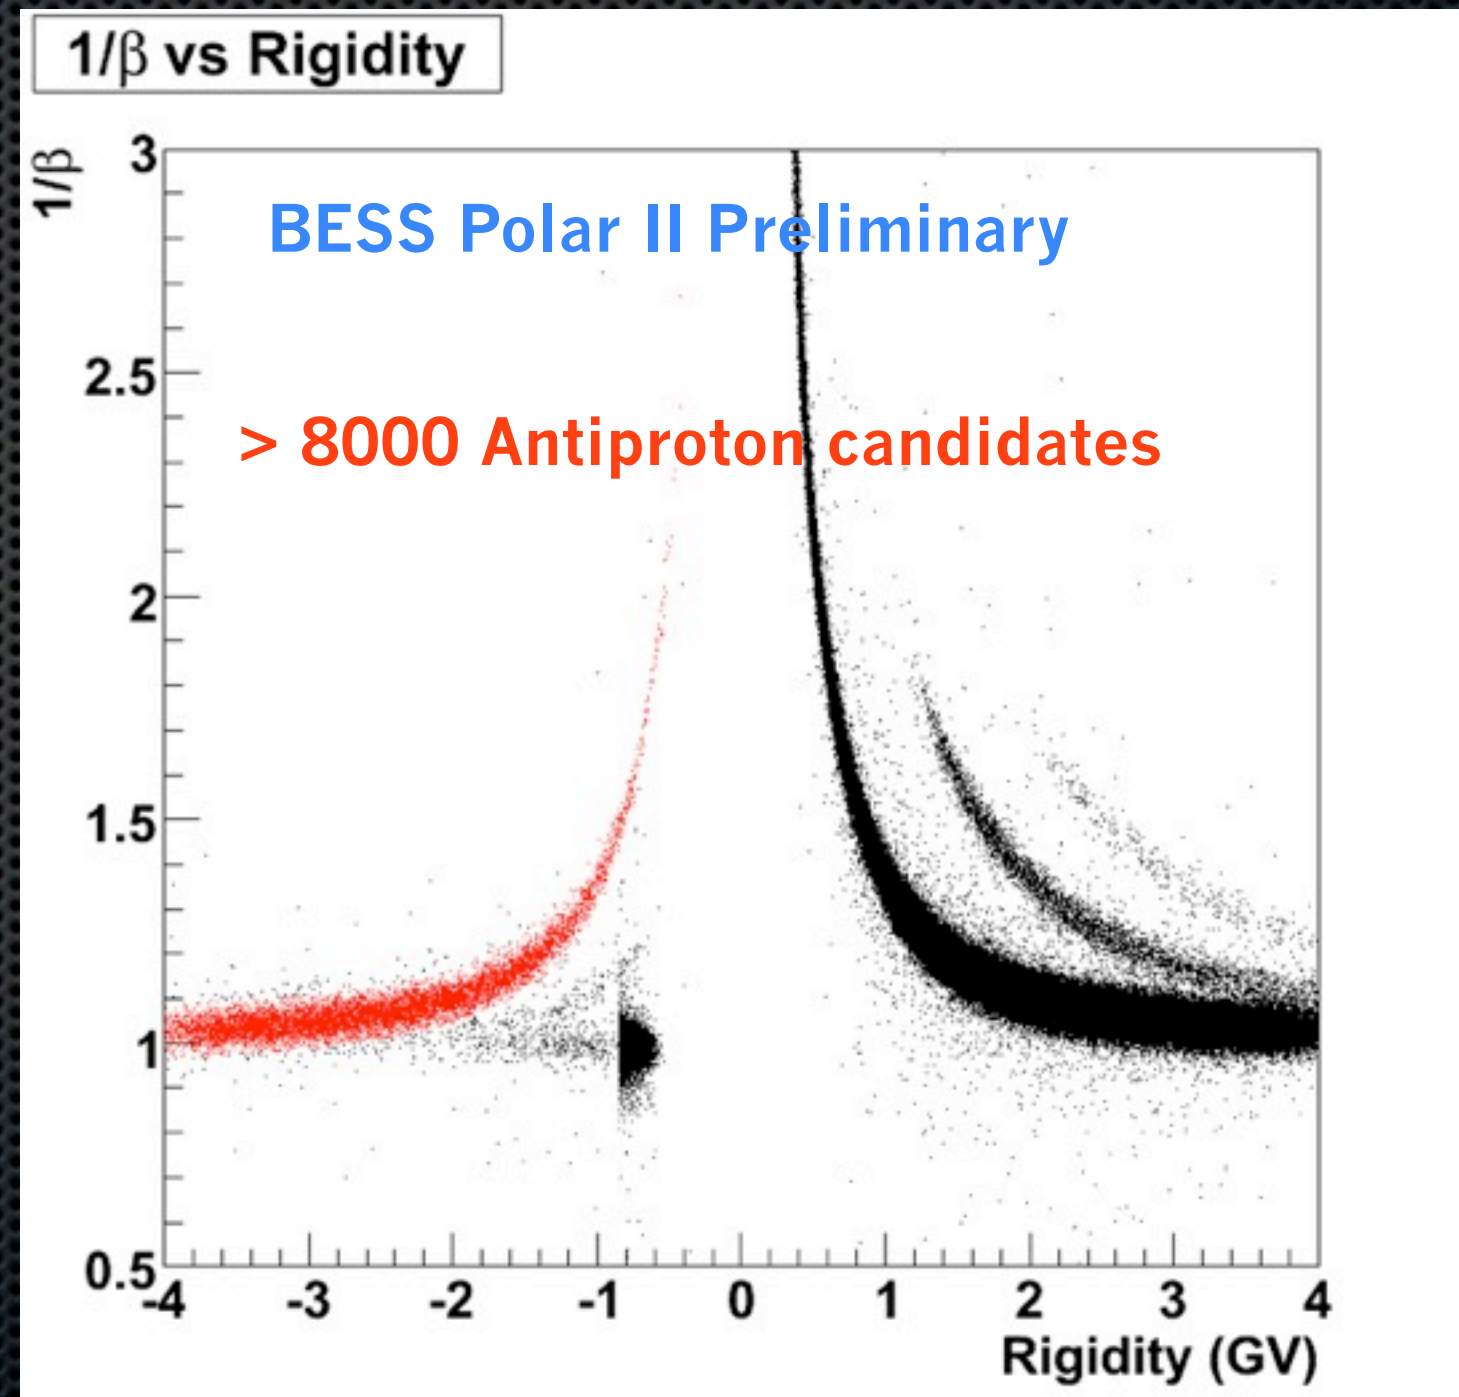 1/β vs Rigidity
1/β
3
BESS Polar II Preliminary
2.5
> 8000 Antiproton candidates
2
1.5
1
0.5
-4 -3 -2 -1 0 1 2 3 4
Rigidity (GV)